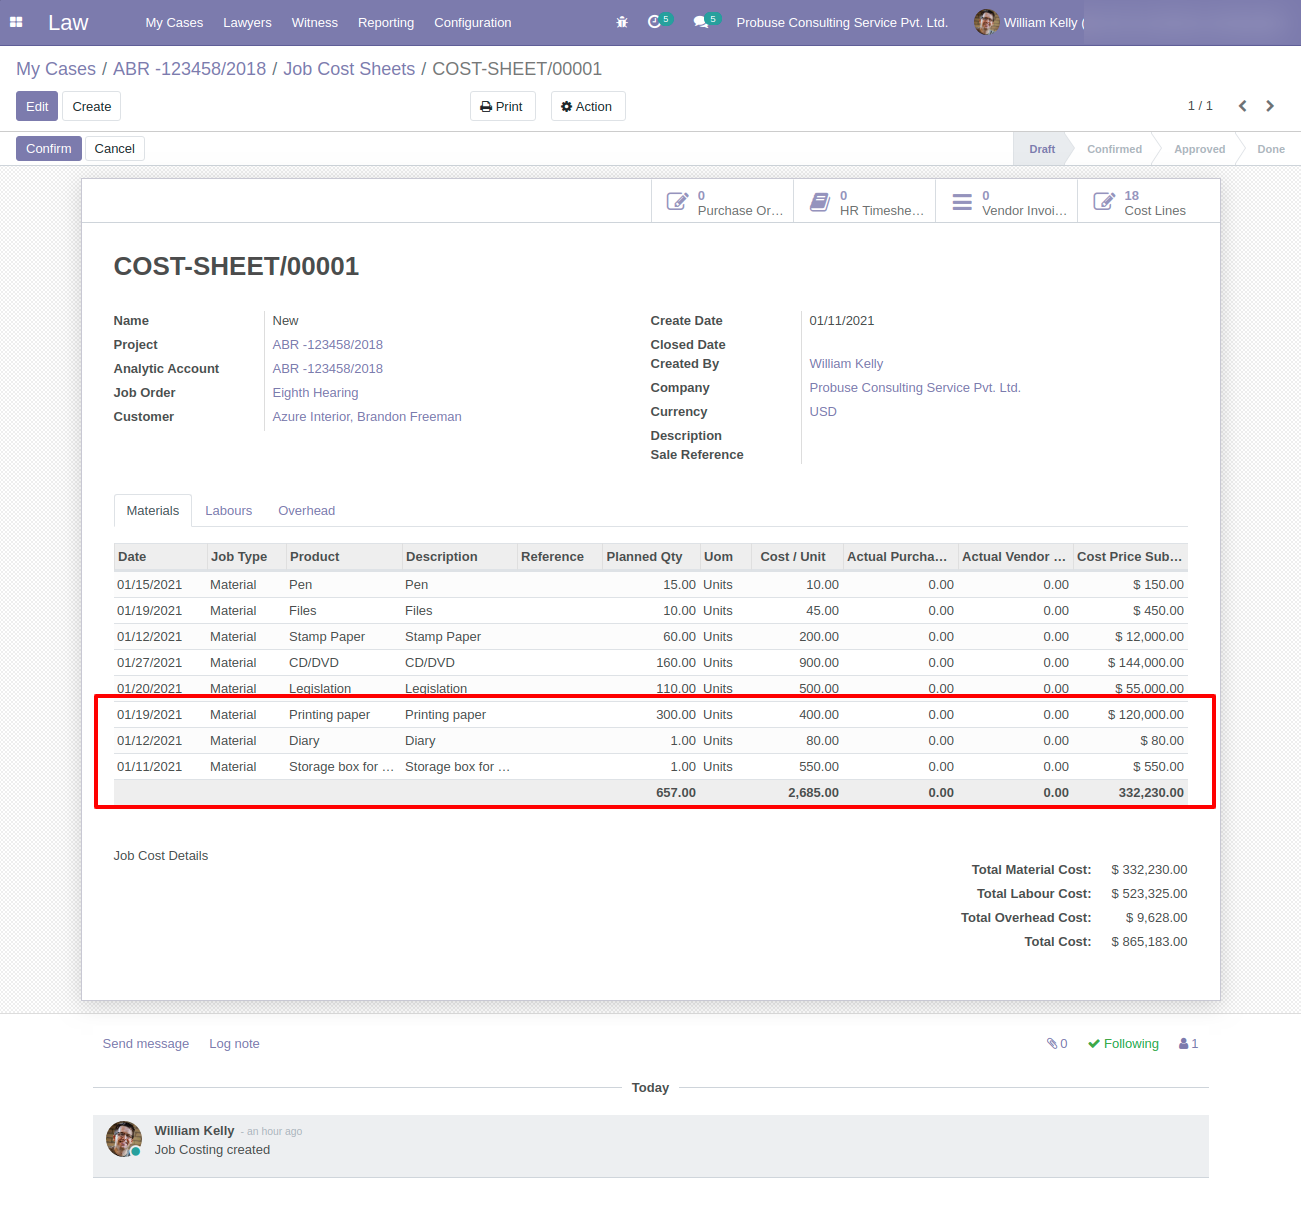 Law My Cases Lawyers Witness Reporting Configuration 5 5 Probuse Consulting Service Pvt. Ltd. William Kelly (
My Cases / ABR -123458/2018 / Job Cost Sheets / COST-SHEET/00001
Edit Create Print Action 1 / 1
Confirm Cancel Draft Confirmed Approved Done
0 Purchase Or...
0 HR Timeshe...
0 Vendor Invoi...
18 Cost Lines
COST-SHEET/00001
Name New
Project ABR -123458/2018
Analytic Account ABR -123458/2018
Job Order Eighth Hearing
Customer Azure Interior, Brandon Freeman
Create Date 01/11/2021
Closed Date
Created By William Kelly
Company Probuse Consulting Service Pvt. Ltd.
Currency USD
Description
Sale Reference
Materials Labours Overhead
Date Job Type Product Description Reference Planned Qty Uom Cost / Unit Actual Purcha... Actual Vendor ... Cost Price Sub...
01/15/2021 Material Pen Pen 15.00 Units 10.00 0.00 0.00 $ 150.00
01/19/2021 Material Files Files 10.00 Units 45.00 0.00 0.00 $ 450.00
01/12/2021 Material Stamp Paper Stamp Paper 60.00 Units 200.00 0.00 0.00 $ 12,000.00
01/27/2021 Material CD/DVD CD/DVD 160.00 Units 900.00 0.00 0.00 $ 144,000.00
01/20/2021 Material Legislation Legislation 110.00 Units 500.00 0.00 0.00 $ 55,000.00
01/19/2021 Material Printing paper Printing paper 300.00 Units 400.00 0.00 0.00 $ 120,000.00
01/12/2021 Material Diary Diary 1.00 Units 80.00 0.00 0.00 $ 80.00
01/11/2021 Material Storage box for ... Storage box for ... 1.00 Units 550.00 0.00 0.00 $ 550.00
657.00 2,685.00 0.00 0.00 332,230.00
Job Cost Details
Total Material Cost: $ 332,230.00
Total Labour Cost: $ 523,325.00
Total Overhead Cost: $ 9,628.00
Total Cost: $ 865,183.00
Send message Log note 0 Following 1
Today
William Kelly - an hour ago
Job Costing created